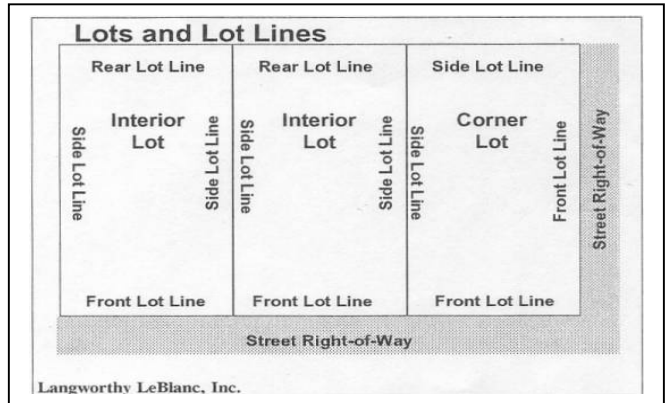 Lots and Lot Lines
Rear Lot Line
Rear Lot Line
Side Lot Line
Interior
Lot
Interior
Lot
Corner
Lot
Side Lot Line
Side Lot Line
Side Lot Line
Side Lot Line
Side Lot Line
Front Lot Line
Street Right-of-Way
Front Lot Line
Front Lot Line
Front Lot Line
Street Right-of-Way
Langworthy LeBlanc, Inc.